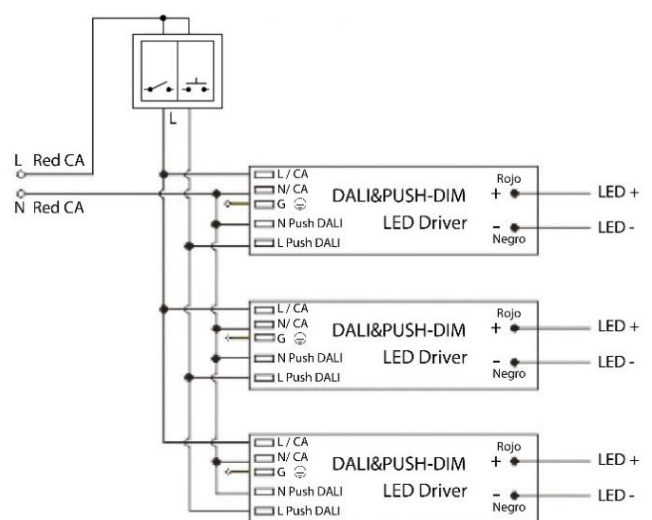 L
L Red CA
N Red CA
L / CA
N/ CA
G
N Push DALI
L Push DALI
DALI&PUSH-DIM
LED Driver
Rojo
+
-
Negro
LED +
LED -
L / CA
N/ CA
G
N Push DALI
L Push DALI
DALI&PUSH-DIM
LED Driver
Rojo
+
-
Negro
LED +
LED -
L / CA
N/ CA
G
N Push DALI
L Push DALI
DALI&PUSH-DIM
LED Driver
Rojo
+
-
Negro
LED +
LED -